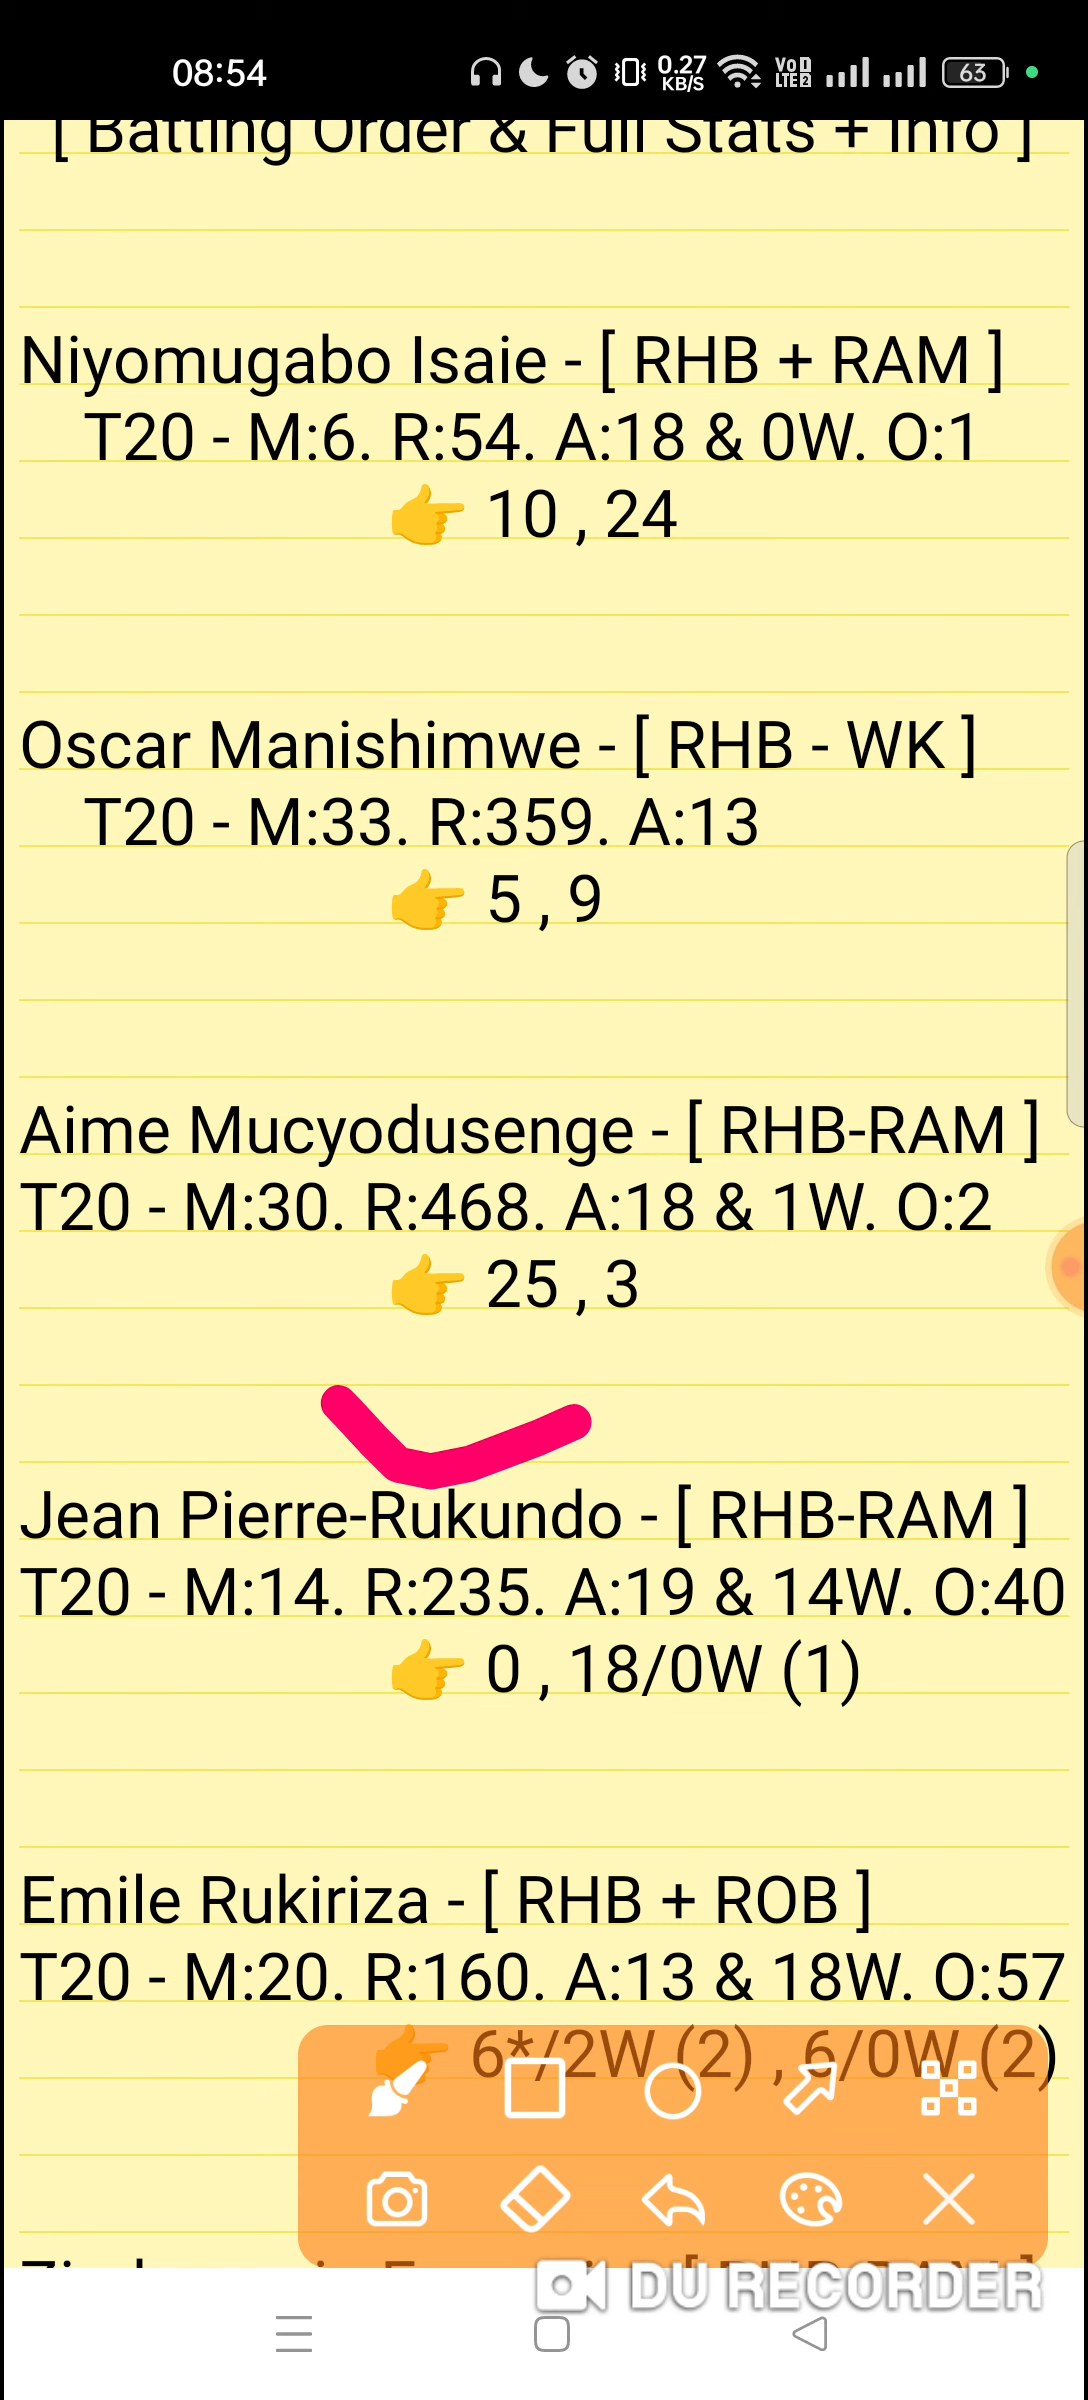 08:54 0.27 KB/S Vo 1 LTE 2 63
[ Batting Order & Full Stats + Info ]
Niyomugabo Isaie - [ RHB + RAM ]
T20 - M:6. R:54. A:18 & 0W. O:1
👉 10 , 24
Oscar Manishimwe - [ RHB - WK ]
T20 - M:33. R:359. A:13
👉 5 , 9
Aime Mucyodusenge - [ RHB-RAM ]
T20 - M:30. R:468. A:18 & 1W. O:2
👉 25 , 3
Jean Pierre-Rukundo - [ RHB-RAM ]
T20 - M:14. R:235. A:19 & 14W. O:40
👉 0 , 18/0W (1)
Emile Rukiriza - [ RHB + ROB ]
T20 - M:20. R:160. A:13 & 18W. O:57
👉 6*/2W (2) , 6/0W (2)
DU RECORDER